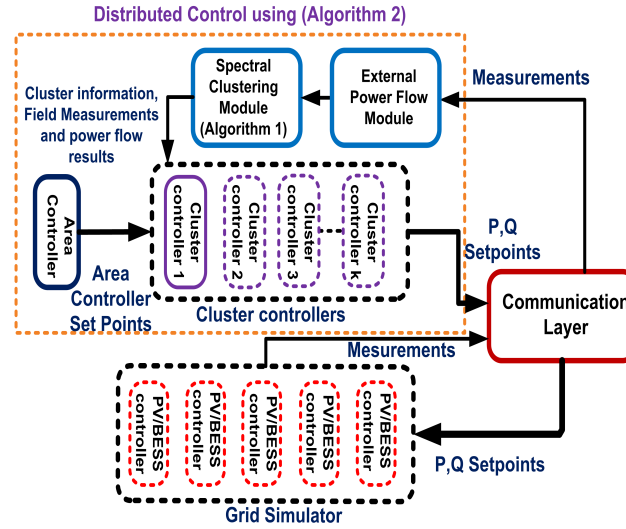 Distributed Control using (Algorithm 2)
Spectral
Clustering
Module
(Algorithm 1)
External
Power Flow
Module
Measurements
Cluster information,
Field Measurements
and power flow
results
Area
Controller
Cluster
controller 1
Cluster
controller 2
Cluster
controller 3
Cluster
controller k
P,Q
Setpoints
Area
Controller
Set Points
Cluster controllers
Communication
Layer
Mesurements
PV/BESS
controller
PV/BESS
controller
PV/BESS
controller
PV/BESS
controller
PV/BESS
controller
P,Q Setpoints
Grid Simulator